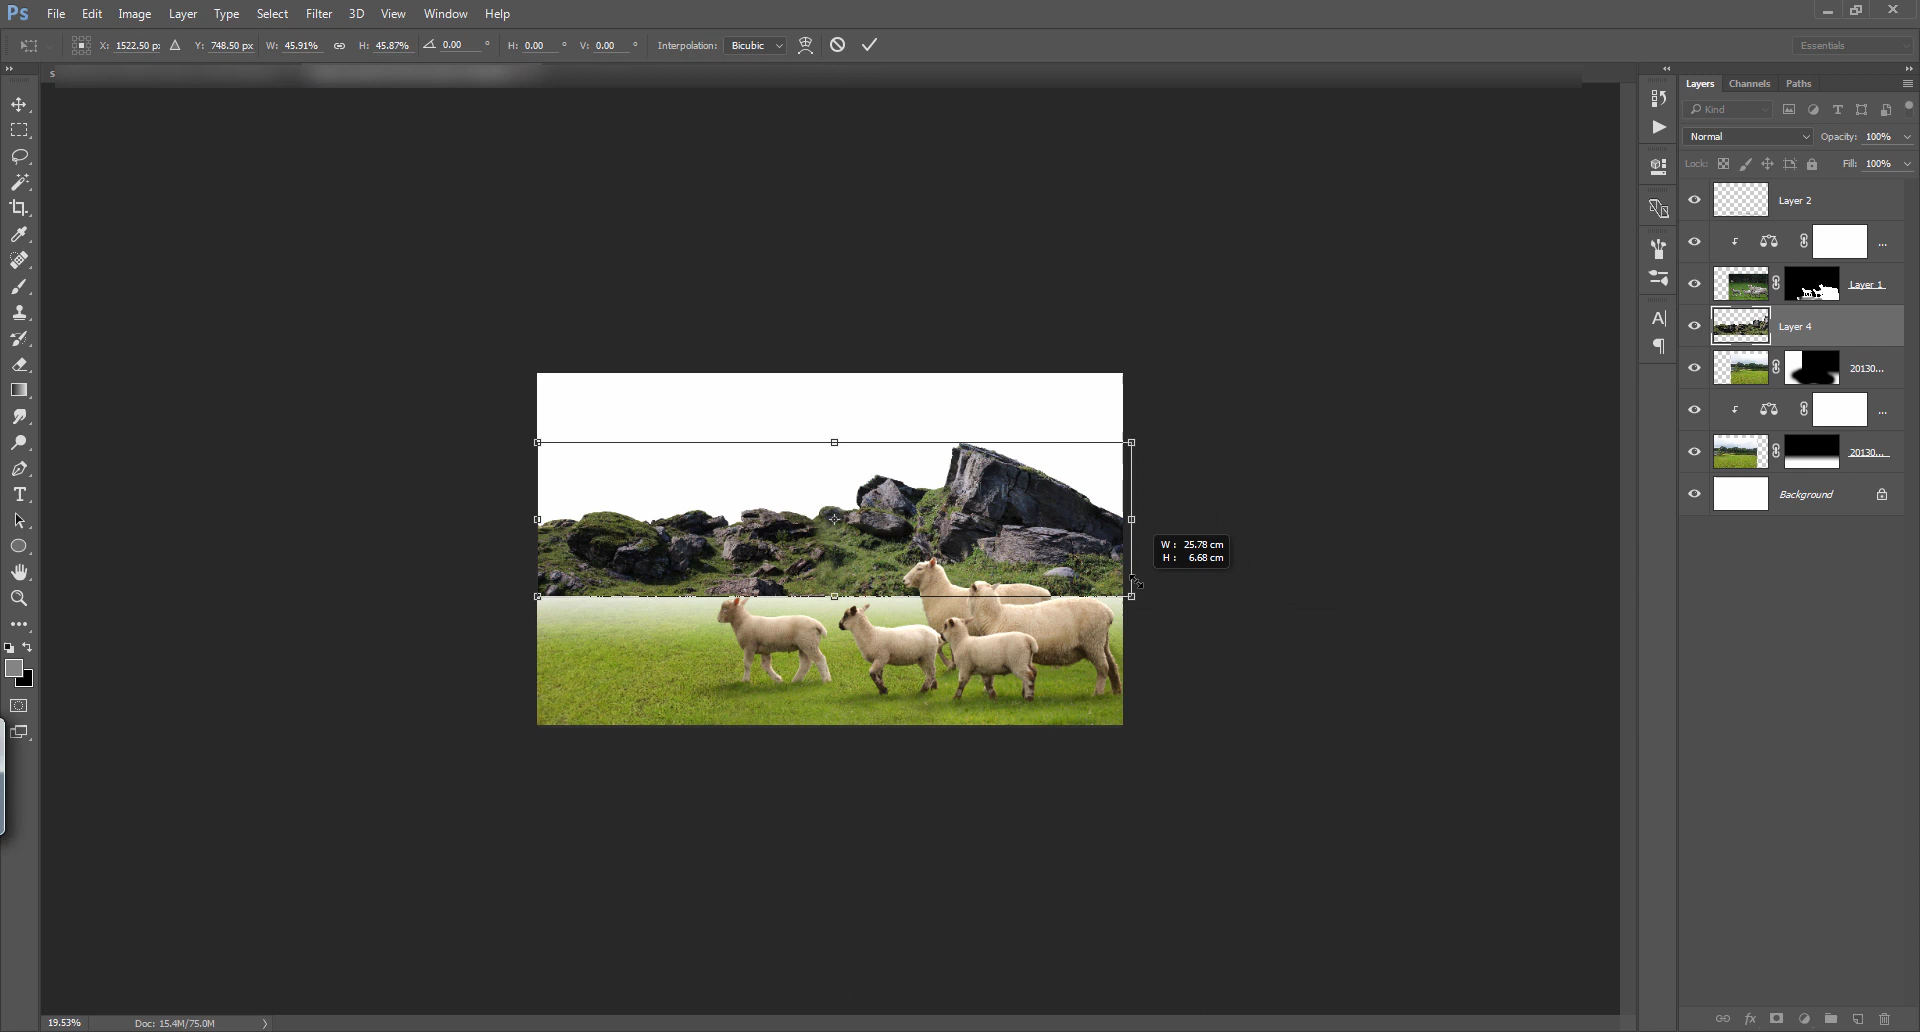 Ps File Edit Image Layer Type Select Filter 3D View Window Help
X: 1522.50 px Y: 748.50 px W: 45.91% H: 45.87% 0.00 ° H: 0.00 ° V: 0.00 ° Interpolation: Bicubic Essentials
s
Layers Channels Paths
Kind
Normal Opacity: 100%
Lock: Fill: 100%
Layer 2
...
Layer 1
Layer 4
20130...
...
20130...
Background
W : 25.78 cm
H : 6.68 cm
A|
T
T
fx
19.53% Doc: 15.4M/75.0M